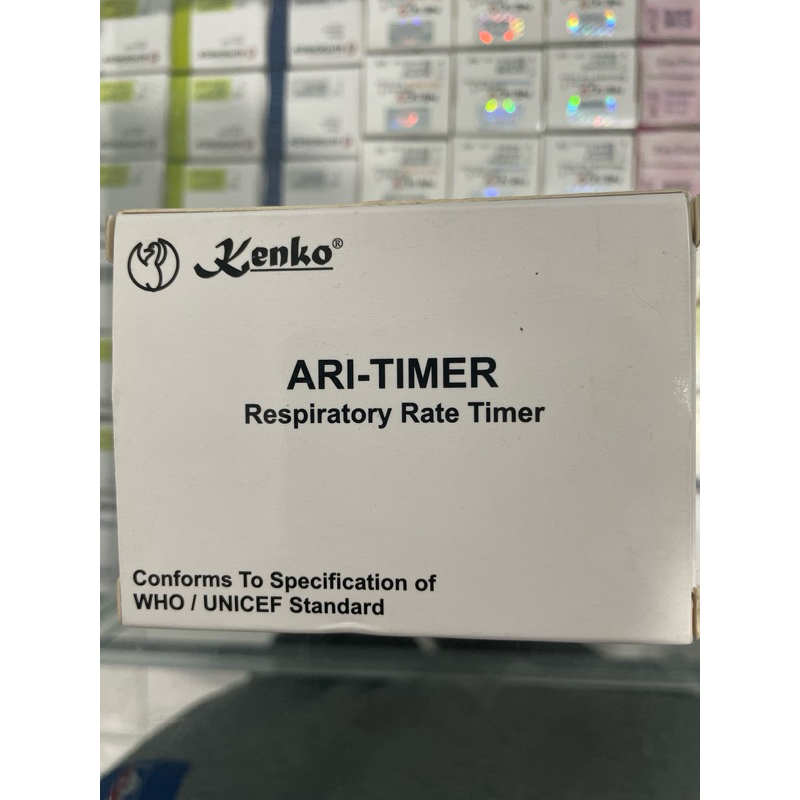 Kenko®
ARI-TIMER
Respiratory Rate Timer
Conforms To Specification of
WHO / UNICEF Standard